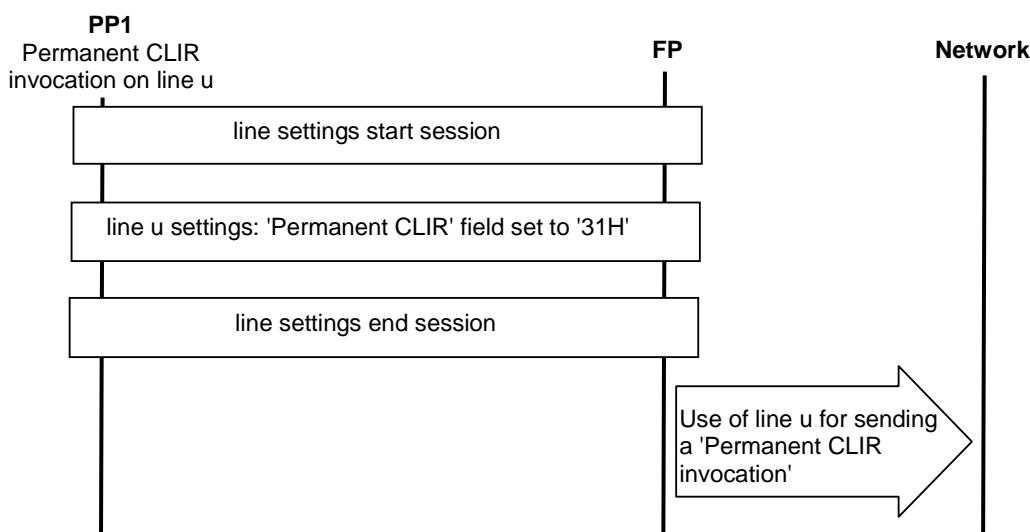 PP1
Permanent CLIR
invocation on line u
FP
Network
line settings start session
line u settings: 'Permanent CLIR' field set to '31H'
line settings end session
Use of line u for sending
a 'Permanent CLIR
invocation'